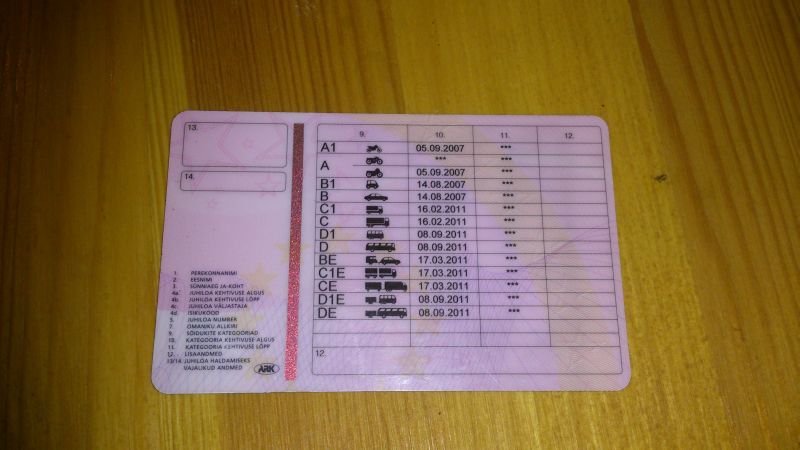 13.
14.
9. 10. 11. 12.
A1 05.09.2007 ***
A *** ***
05.09.2007 ***
B1 14.08.2007 ***
B 14.08.2007 ***
C1 16.02.2011 ***
C 16.02.2011 ***
D1 08.09.2011 ***
D 08.09.2011 ***
BE 17.03.2011 ***
C1E 17.03.2011 ***
CE 17.03.2011 ***
D1E 08.09.2011 ***
DE 08.09.2011 ***
12.
1. PEREKONNANIMI
2. EESNIMI
3. SÜNNIAEG JA-KOHT
4a. JUHILOA KEHTIVUSE ALGUS
4b. JUHILOA KEHTIVUSE LÕPP
4c. JUHILOA VÄLJASTAJA
4d. ISIKUKOOD
5. JUHILOA NUMBER
7. OMANIKU ALLKIRI
9. SÕIDUKITE KATEGOORIAD
10. KATEGOORIA KEHTIVUSE ALGUS
11. KATEGOORIA KEHTIVUSE LÕPP
12. LISAANDMED
13/14. JUHILOA HALDAMISEKS
VAJALIKUD ANDMED
ARK